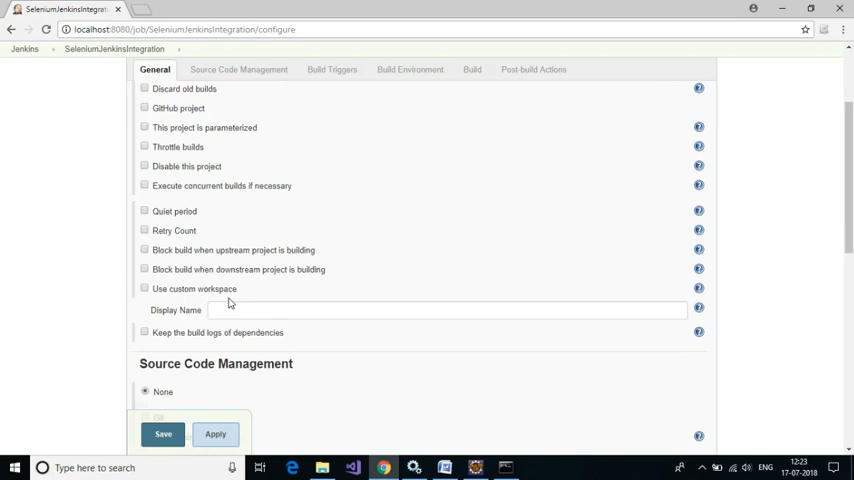 SeleniumJenkinsIntegration
localhost:8080/job/SeleniumJenkinsIntegration/configure
Jenkins SeleniumJenkinsIntegration
General Source Code Management Build Triggers Build Environment Build Post-build Actions
Discard old builds
GitHub project
This project is parameterized
Throttle builds
Disable this project
Execute concurrent builds if necessary
Quiet period
Retry Count
Block build when upstream project is building
Block build when downstream project is building
Use custom workspace
Display Name
Keep the build logs of dependencies
Source Code Management
None
Git
Save Apply
Type here to search
ENG
12:23
17-07-2018